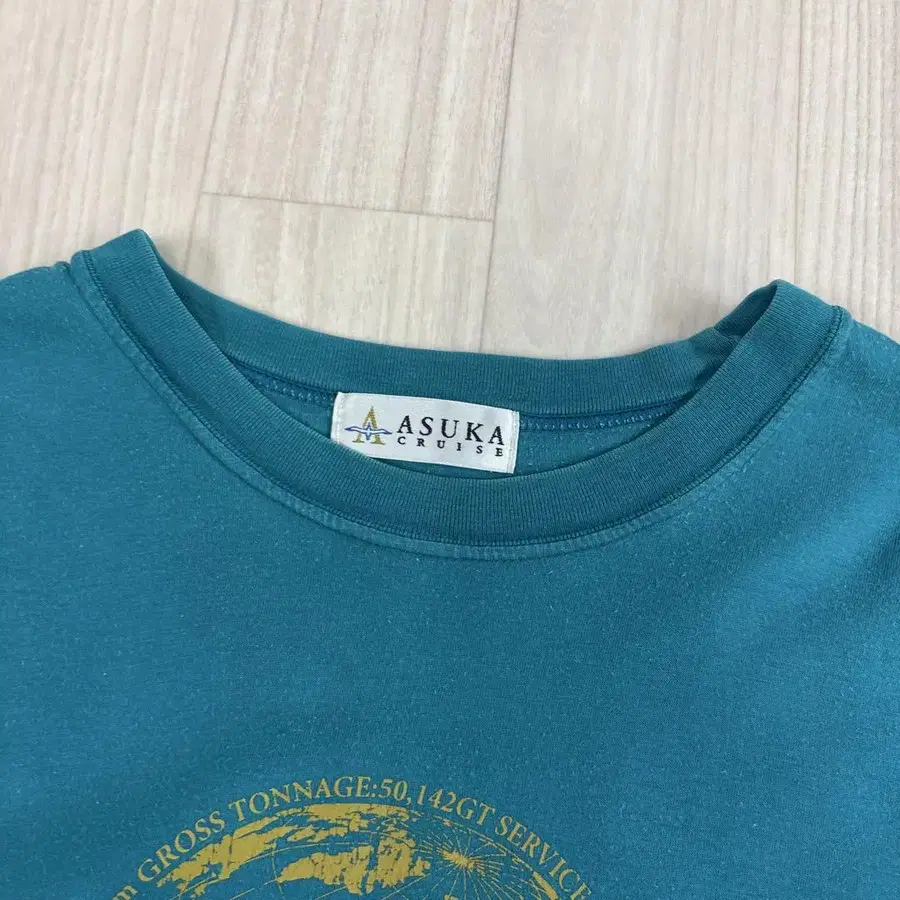 ASUKA
CRUISE
m GROSS TONNAGE:50,142GT SERVICE